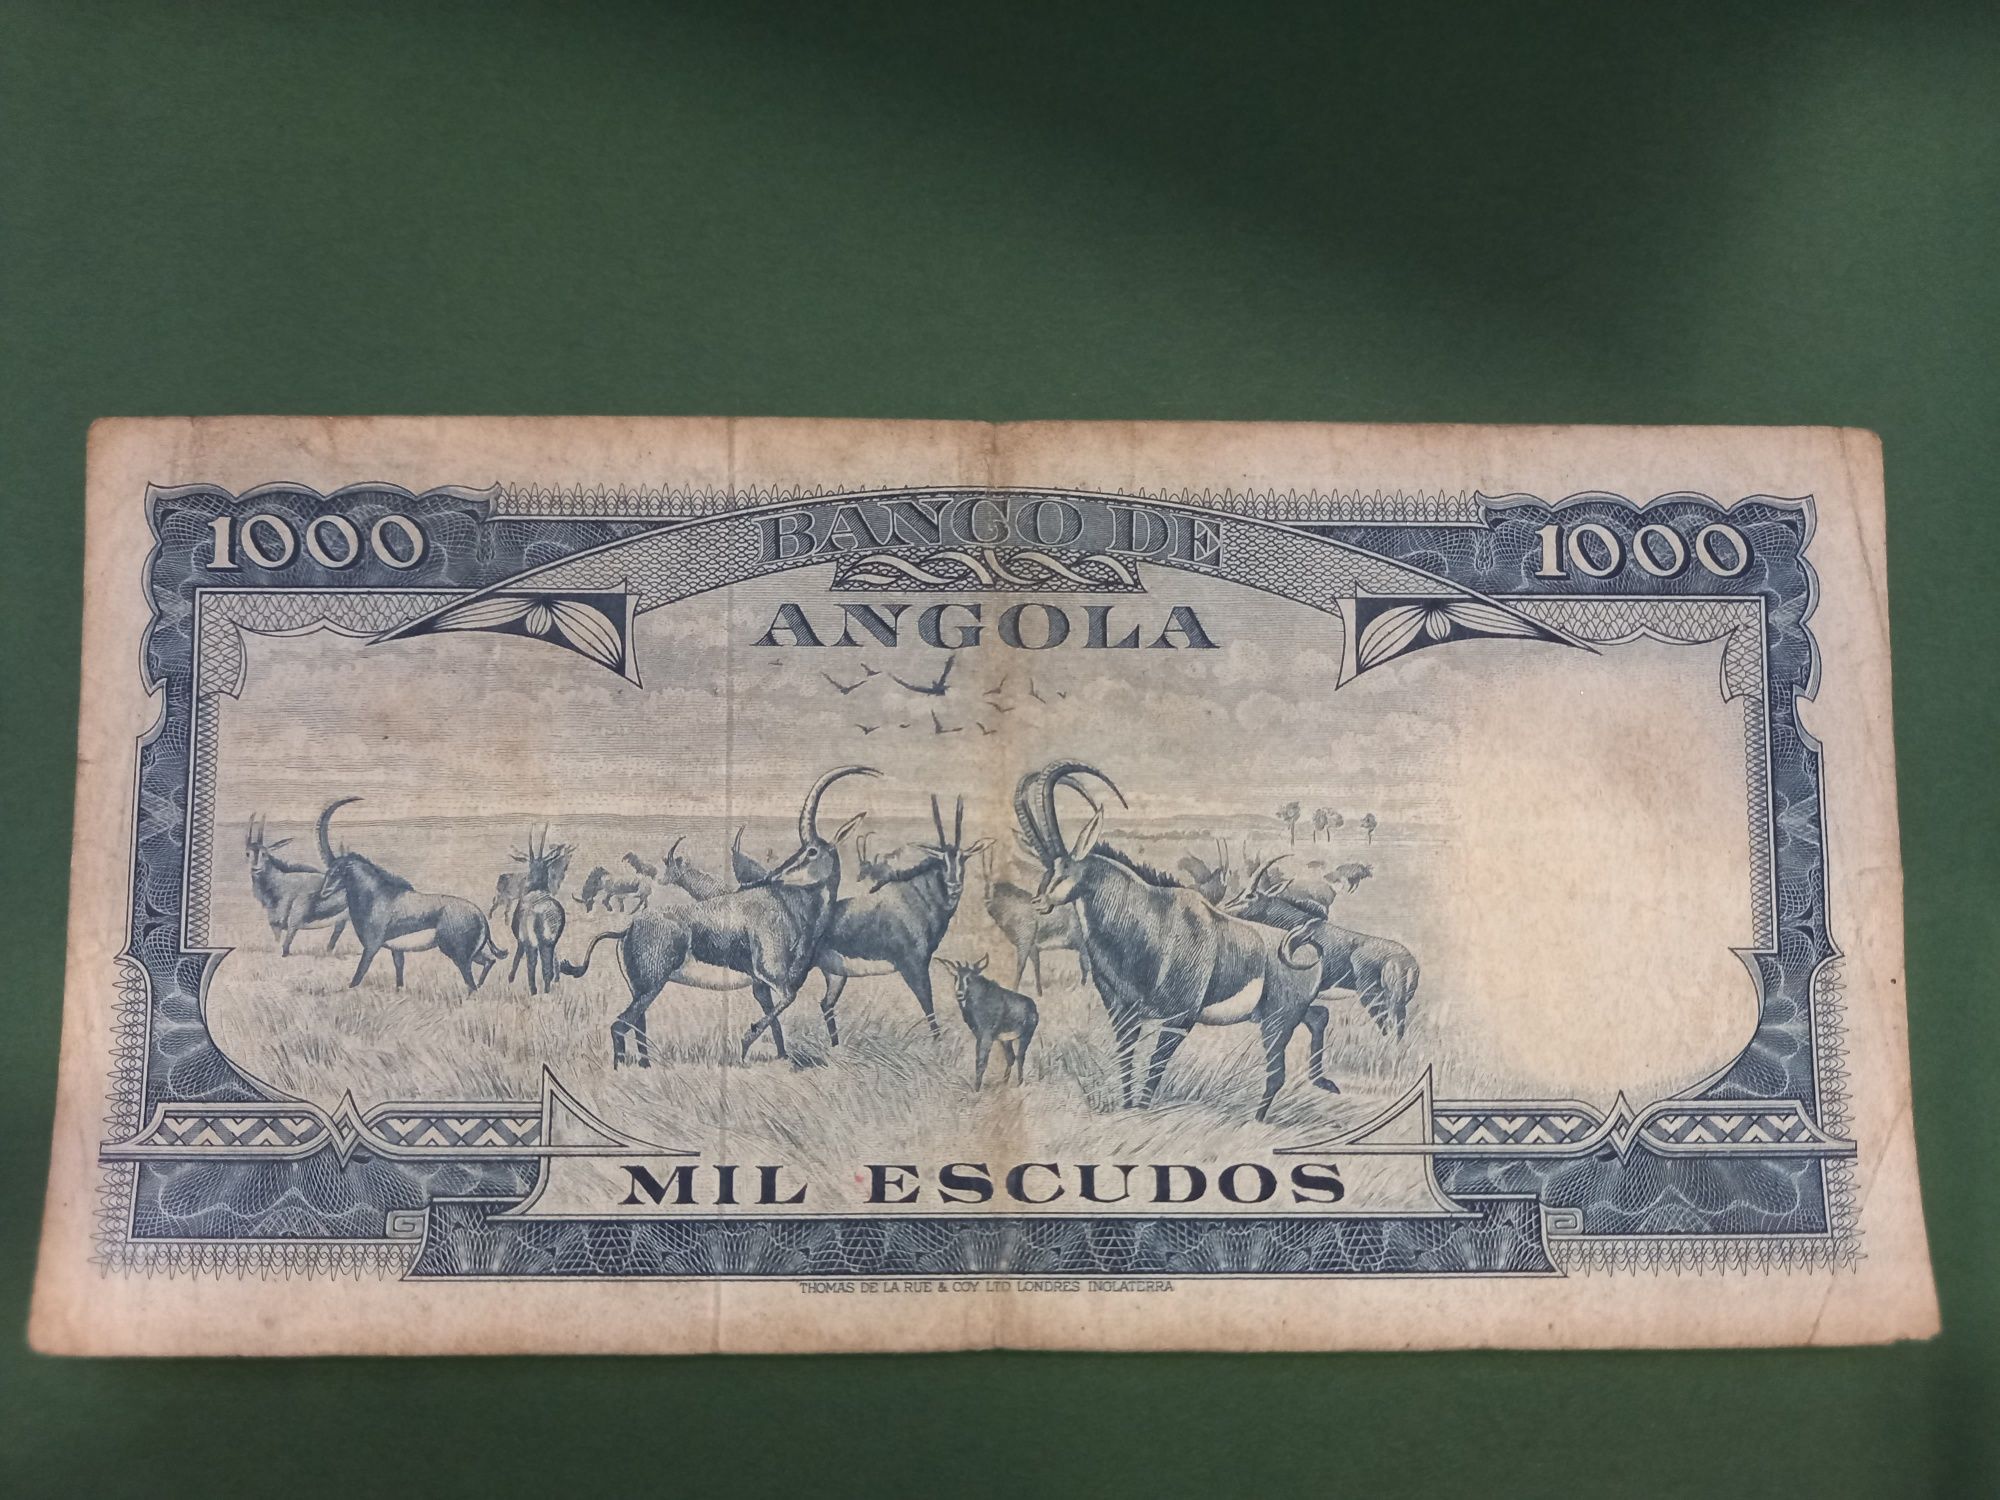 1000
BANCO DE
1000
ANGOLA
MIL ESCUDOS
THOMAS DE LA RUE & COY LTD LONDRES INGLATERRA